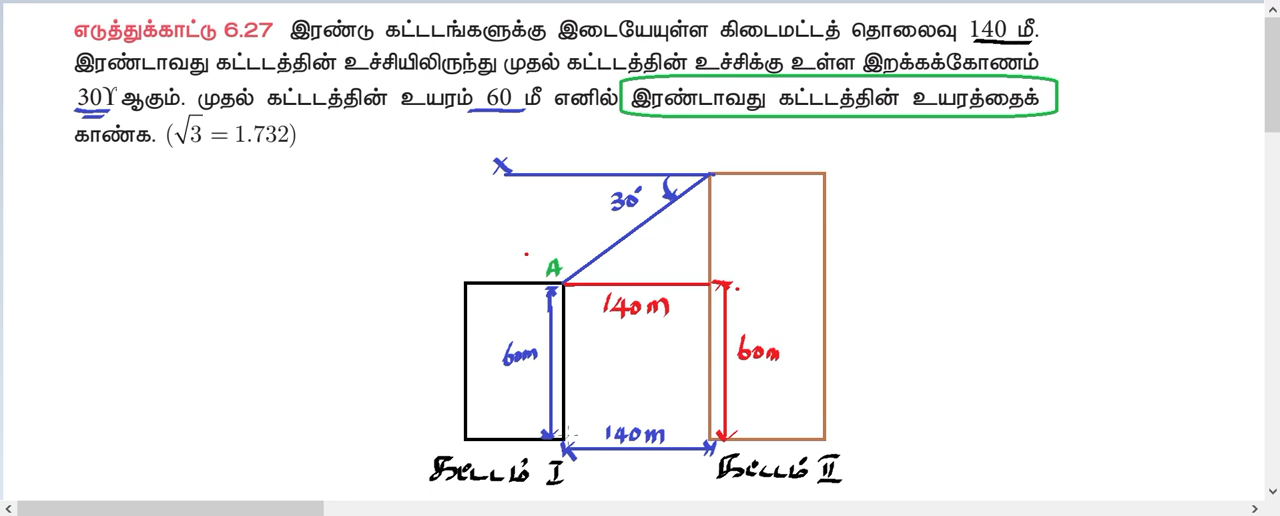 எடுத்துக்காட்டு 6.27 இரண்டு கட்டடங்களுக்கு இடையேயுள்ள கிடைமட்டத் தொலைவு 140 மீ.
இரண்டாவது கட்டடத்தின் உச்சியிலிருந்து முதல் கட்டடத்தின் உச்சிக்கு உள்ள இறக்கக்கோணம்
30ϒ ஆகும். முதல் கட்டடத்தின் உயரம் 60 மீ எனில் இரண்டாவது கட்டடத்தின் உயரத்தைக்
காண்க. (√3 = 1.732)
X
30°
A
140m
60m
60m
140m
கட்டடம் I
கட்டடம் II